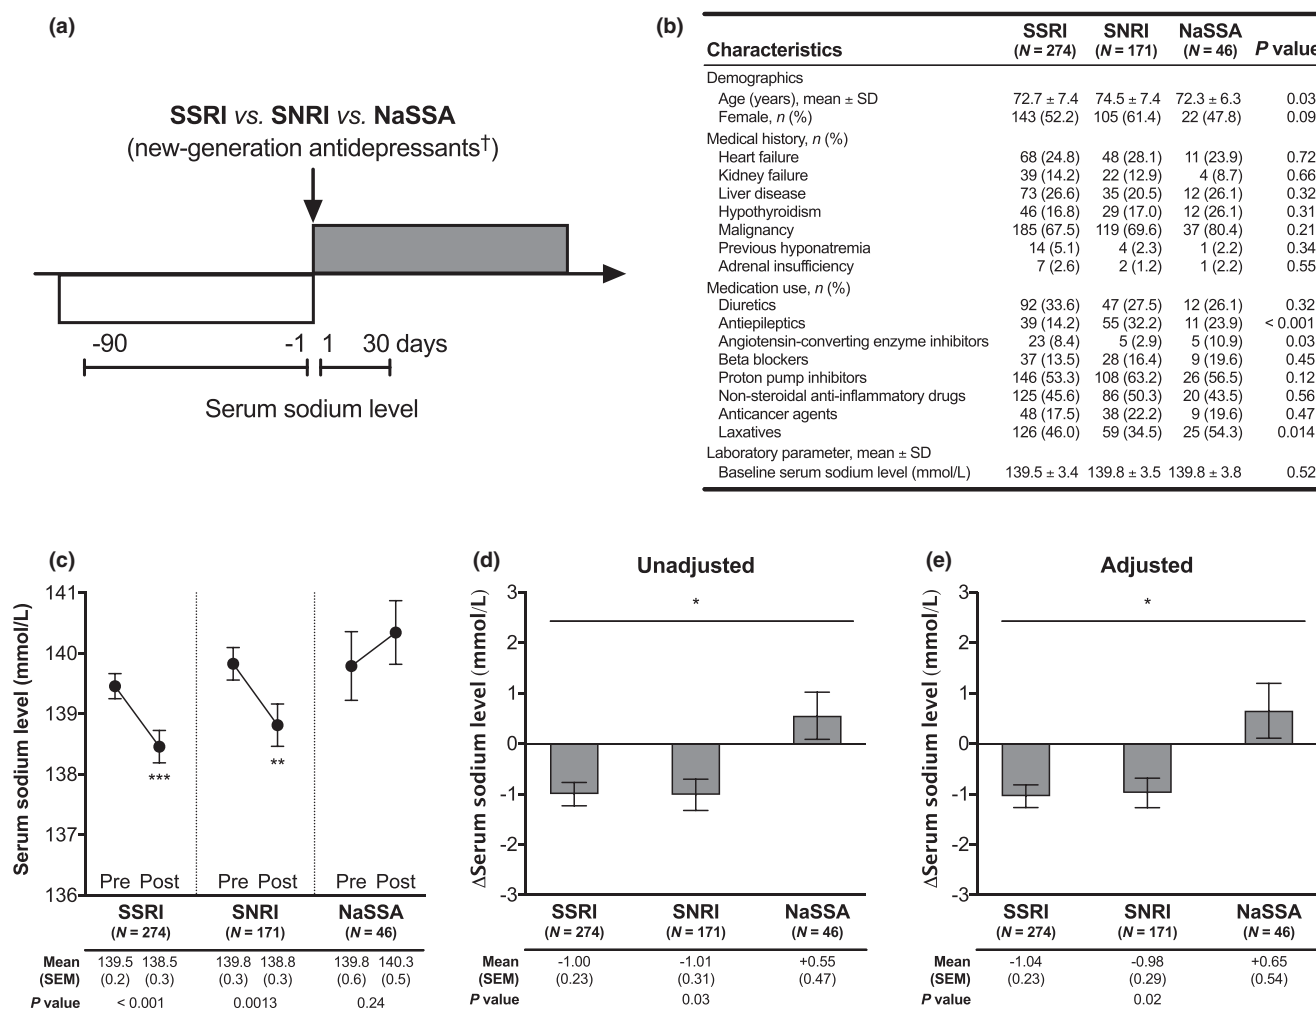 (a)
SSRI vs. SNRI vs. NaSSA
(new-generation antidepressants†)
-90 -1 1 30 days
Serum sodium level
(b)
Characteristics SSRI (N = 274) SNRI (N = 171) NaSSA (N = 46) P value
Demographics
Age (years), mean ± SD 72.7 ± 7.4 74.5 ± 7.4 72.3 ± 6.3 0.03
Female, n (%) 143 (52.2) 105 (61.4) 22 (47.8) 0.09
Medical history, n (%)
Heart failure 68 (24.8) 48 (28.1) 11 (23.9) 0.72
Kidney failure 39 (14.2) 22 (12.9) 4 (8.7) 0.66
Liver disease 73 (26.6) 35 (20.5) 12 (26.1) 0.32
Hypothyroidism 46 (16.8) 29 (17.0) 12 (26.1) 0.31
Malignancy 185 (67.5) 119 (69.6) 37 (80.4) 0.21
Previous hyponatremia 14 (5.1) 4 (2.3) 1 (2.2) 0.34
Adrenal insufficiency 7 (2.6) 2 (1.2) 1 (2.2) 0.55
Medication use, n (%)
Diuretics 92 (33.6) 47 (27.5) 12 (26.1) 0.32
Antiepileptics 39 (14.2) 55 (32.2) 11 (23.9) < 0.001
Angiotensin-converting enzyme inhibitors 23 (8.4) 5 (2.9) 5 (10.9) 0.03
Beta blockers 37 (13.5) 28 (16.4) 9 (19.6) 0.45
Proton pump inhibitors 146 (53.3) 108 (63.2) 26 (56.5) 0.12
Non-steroidal anti-inflammatory drugs 125 (45.6) 86 (50.3) 20 (43.5) 0.56
Anticancer agents 48 (17.5) 38 (22.2) 9 (19.6) 0.47
Laxatives 126 (46.0) 59 (34.5) 25 (54.3) 0.014
Laboratory parameter, mean ± SD
Baseline serum sodium level (mmol/L) 139.5 ± 3.4 139.8 ± 3.5 139.8 ± 3.8 0.52
(c)
Serum sodium level (mmol/L)
141
140
139
138
137
136
*** **
Pre Post Pre Post Pre Post
SSRI SNRI NaSSA
(N = 274) (N = 171) (N = 46)
Mean 139.5 138.5 139.8 138.8 139.8 140.3
(SEM) (0.2) (0.3) (0.3) (0.3) (0.6) (0.5)
P value < 0.001 0.0013 0.24
(d)
Unadjusted
ΔSerum sodium level (mmol/L)
3
2
1
0
-1
-2
-3
*
SSRI SNRI NaSSA
(N = 274) (N = 171) (N = 46)
Mean -1.00 -1.01 +0.55
(SEM) (0.23) (0.31) (0.47)
P value 0.03
(e)
Adjusted
ΔSerum sodium level (mmol/L)
3
2
1
0
-1
-2
-3
*
SSRI SNRI NaSSA
(N = 274) (N = 171) (N = 46)
Mean -1.04 -0.98 +0.65
(SEM) (0.23) (0.29) (0.54)
P value 0.02